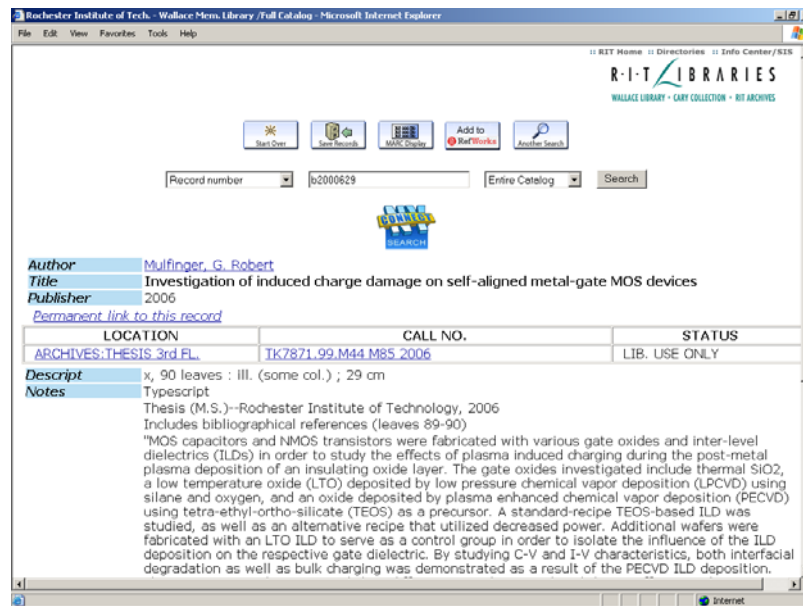 Rochester Institute of Tech. - Wallace Mem. Library /Full Catalog - Microsoft Internet Explorer
File Edit View Favorites Tools Help
:: RIT Home :: Directories :: Info Center/SIS
R·I·T LIBRARIES
WALLACE LIBRARY • CARY COLLECTION • RIT ARCHIVES
Start Over Save Records MARC Display Add to RefWorks Another Search
Record number b2000629 Entire Catalog Search
CONNECT NY
SEARCH
Author Mulfinger, G. Robert
Title Investigation of induced charge damage on self-aligned metal-gate MOS devices
Publisher 2006
Permanent link to this record
LOCATION CALL NO. STATUS
ARCHIVES:THESIS 3rd FL. TK7871.99.M44 M85 2006 LIB. USE ONLY
Descript x, 90 leaves : ill. (some col.) ; 29 cm
Notes Typescript
Thesis (M.S.)--Rochester Institute of Technology, 2006
Includes bibliographical references (leaves 89-90)
"MOS capacitors and NMOS transistors were fabricated with various gate oxides and inter-level
dielectrics (ILDs) in order to study the effects of plasma induced charging during the post-metal
plasma deposition of an insulating oxide layer. The gate oxides investigated include thermal SiO2,
a low temperature oxide (LTO) deposited by low pressure chemical vapor deposition (LPCVD) using
silane and oxygen, and an oxide deposited by plasma enhanced chemical vapor deposition (PECVD)
using tetra-ethyl-ortho-silicate (TEOS) as a precursor. A standard-recipe TEOS-based ILD was
studied, as well as an alternative recipe that utilized decreased power. Additional wafers were
fabricated with an LTO ILD to serve as a control group in order to isolate the influence of the ILD
deposition on the respective gate dielectric. By studying C-V and I-V characteristics, both interfacial
degradation as well as bulk charging was demonstrated as a result of the PECVD ILD deposition.
Internet